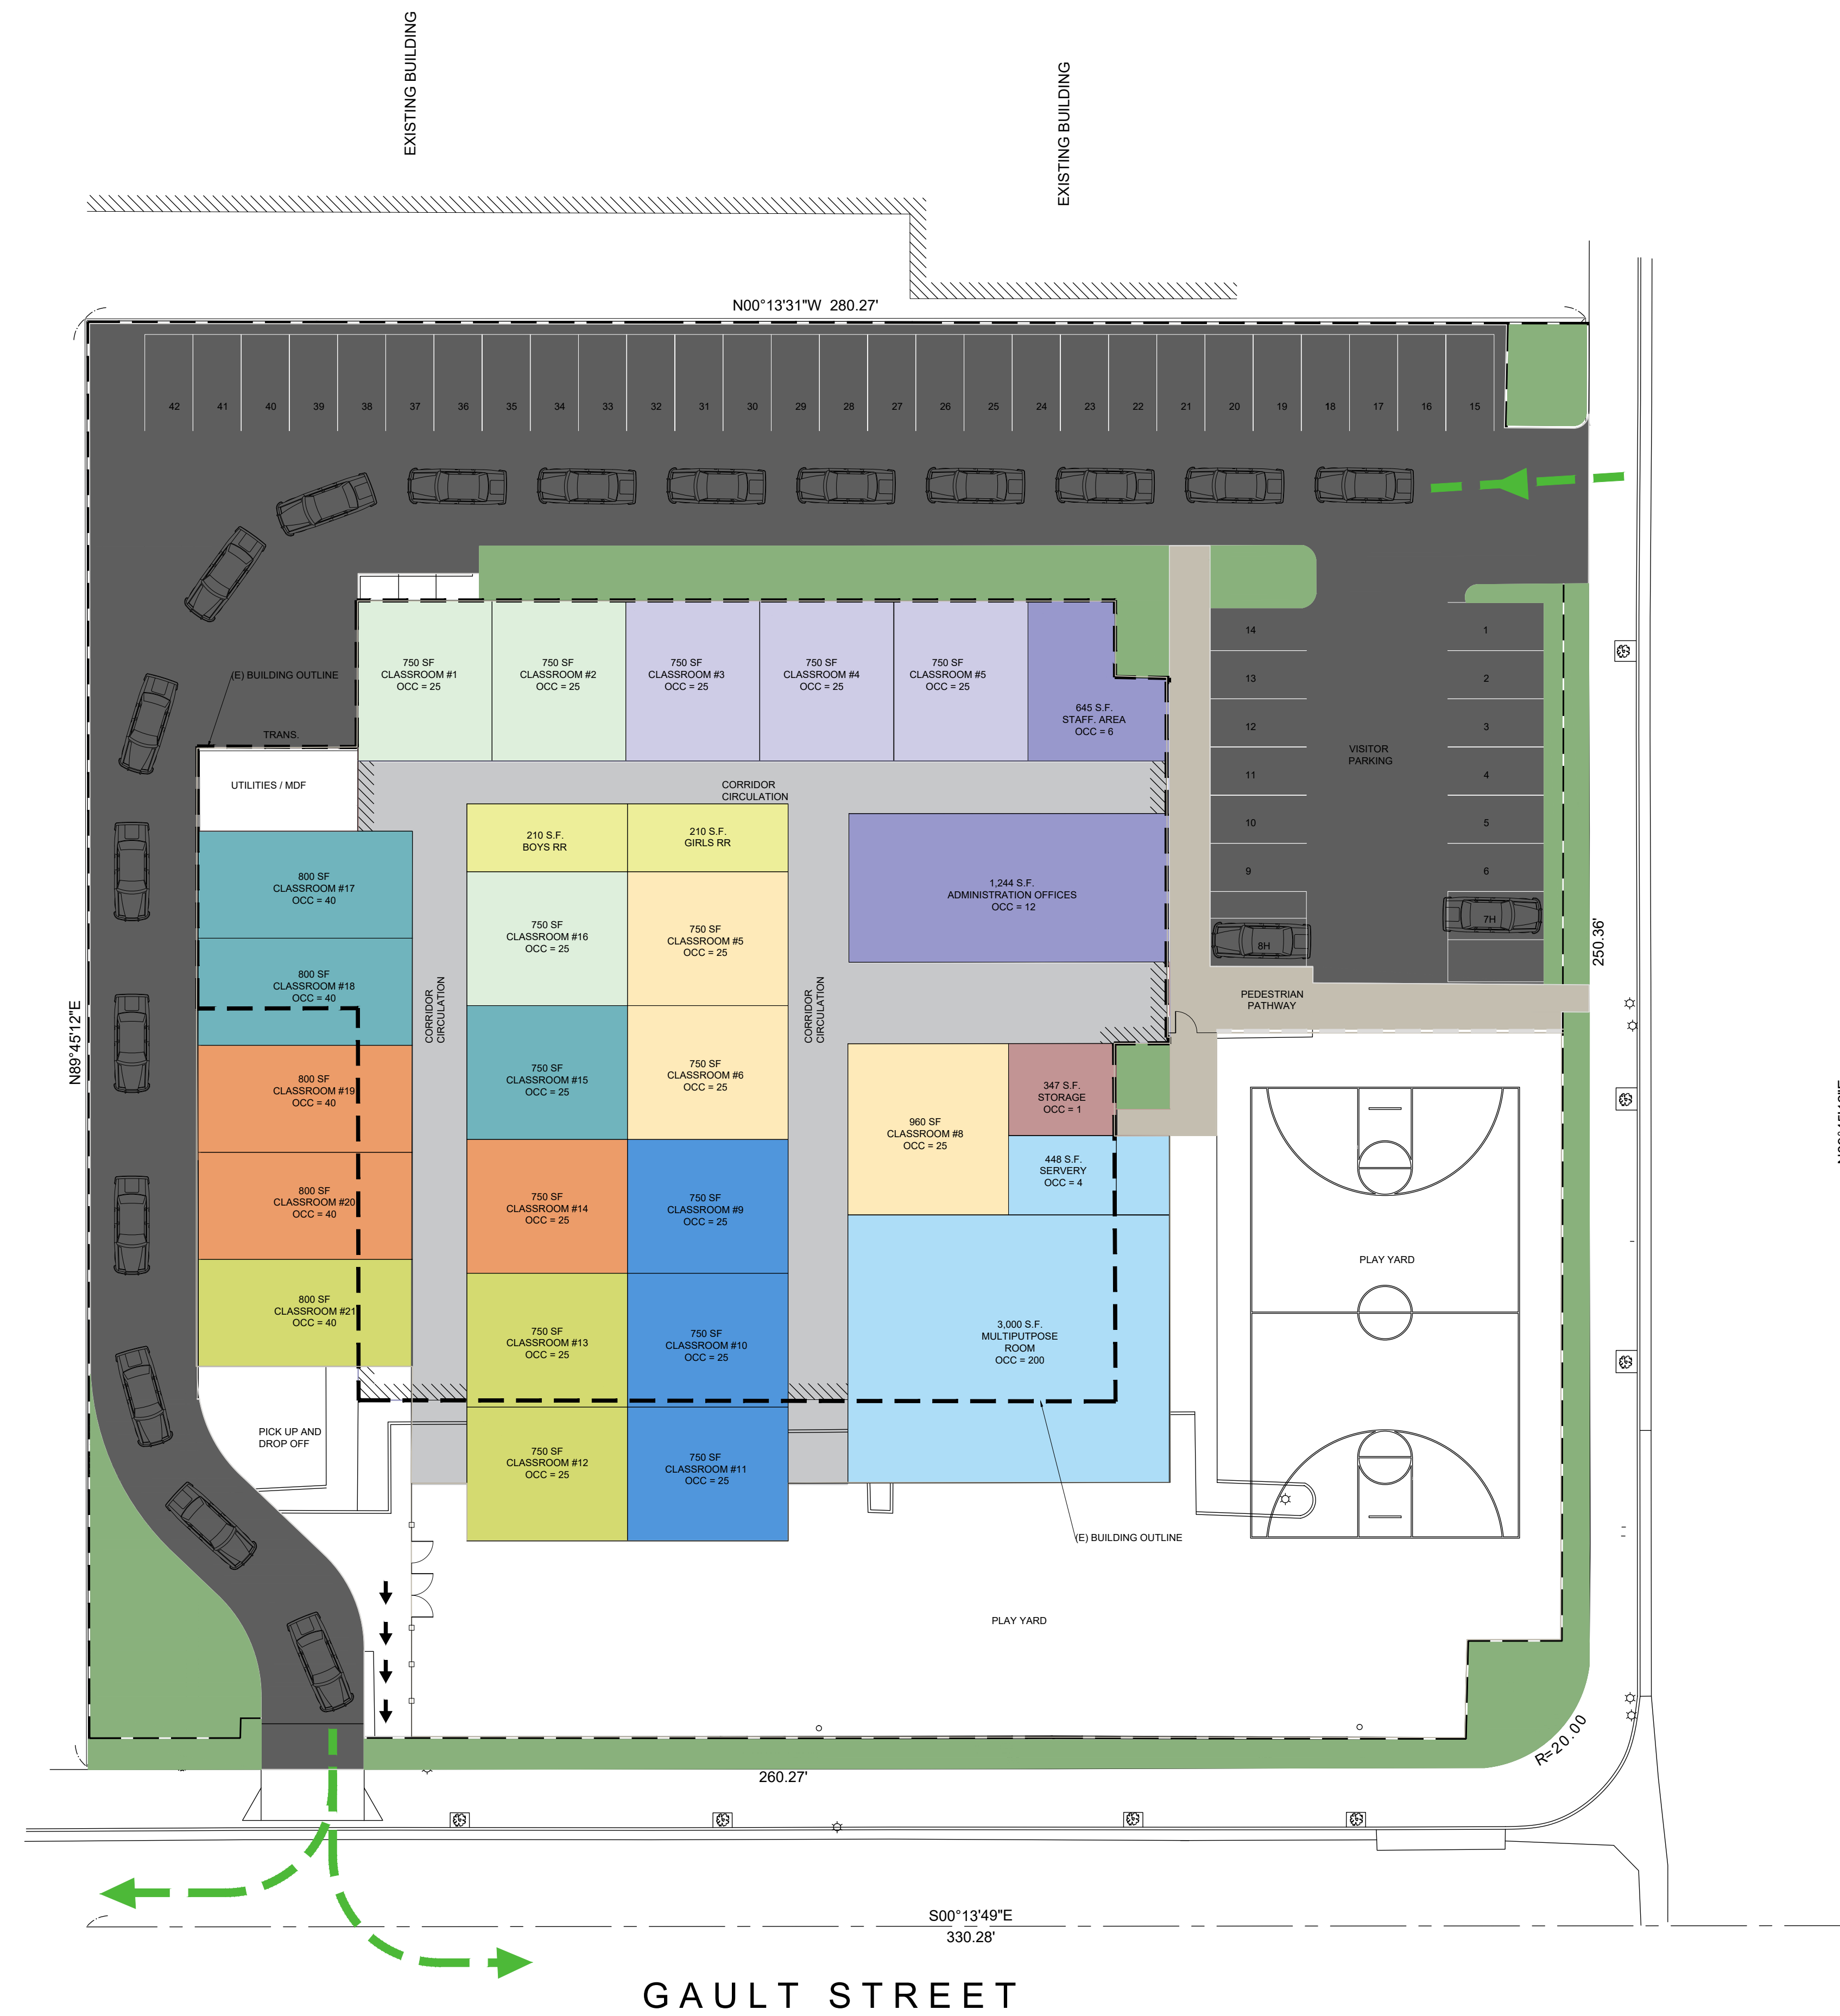 EXISTING BUILDING
EXISTING BUILDING
N00°13'31"W 280.27'
42 41 40 39 38 37 36 35 34 33 32 31 30 29 28 27 26 25 24 23 22 21 20 19 18 17 16 15
(E) BUILDING OUTLINE
TRANS.
UTILITIES / MDF
750 SF
CLASSROOM #1
OCC = 25
750 SF
CLASSROOM #2
OCC = 25
750 SF
CLASSROOM #3
OCC = 25
750 SF
CLASSROOM #4
OCC = 25
750 SF
CLASSROOM #5
OCC = 25
645 S.F.
STAFF. AREA
OCC = 6
14
13
12
11
10
9
8H
VISITOR
PARKING
1
2
3
4
5
6
7H
CORRIDOR
CIRCULATION
210 S.F.
BOYS RR
210 S.F.
GIRLS RR
1,244 S.F.
ADMINISTRATION OFFICES
OCC = 12
800 SF
CLASSROOM #17
OCC = 40
800 SF
CLASSROOM #18
OCC = 40
800 SF
CLASSROOM #19
OCC = 40
800 SF
CLASSROOM #20
OCC = 40
800 SF
CLASSROOM #21
OCC = 40
CORRIDOR
CIRCULATION
750 SF
CLASSROOM #16
OCC = 25
750 SF
CLASSROOM #5
OCC = 25
750 SF
CLASSROOM #15
OCC = 25
750 SF
CLASSROOM #6
OCC = 25
750 SF
CLASSROOM #14
OCC = 25
750 SF
CLASSROOM #9
OCC = 25
750 SF
CLASSROOM #13
OCC = 25
750 SF
CLASSROOM #10
OCC = 25
750 SF
CLASSROOM #12
OCC = 25
750 SF
CLASSROOM #11
OCC = 25
CORRIDOR
CIRCULATION
PEDESTRIAN
PATHWAY
960 SF
CLASSROOM #8
OCC = 25
347 S.F.
STORAGE
OCC = 1
448 S.F.
SERVERY
OCC = 4
3,000 S.F.
MULTIPUTPOSE
ROOM
OCC = 200
PLAY YARD
N89°45'12"E
250.36'
PICK UP AND
DROP OFF
(E) BUILDING OUTLINE
PLAY YARD
R=20.00
260.27'
S00°13'49"E
330.28'
GAULT STREET